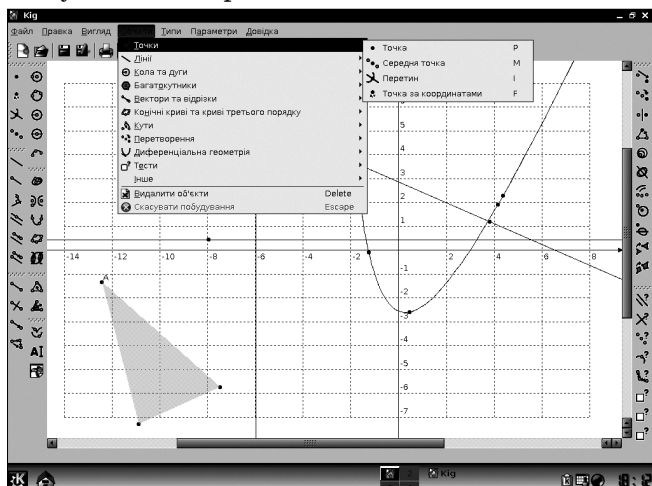 Kig
Файл Правка Вигляд Типи Параметри Довідка
Точки
Лінії
Кола та дуги
Багатокутники
Вектори та відрізки
Конічні криві та криві третього порядку
Кути
Перетворення
Диференціальна геометрія
Тести
Інше
Видалити об'єкти Delete
Скасувати побудування Escape
Точка P
Середня точка M
Перетин I
Точка за координатами F
5
4
3
2
1
-14 -12 -10 -8 -6 -4 -2 2 4 6 8
-1
-2
-3
-4
-5
-6
-7
A
AI
2 Kig